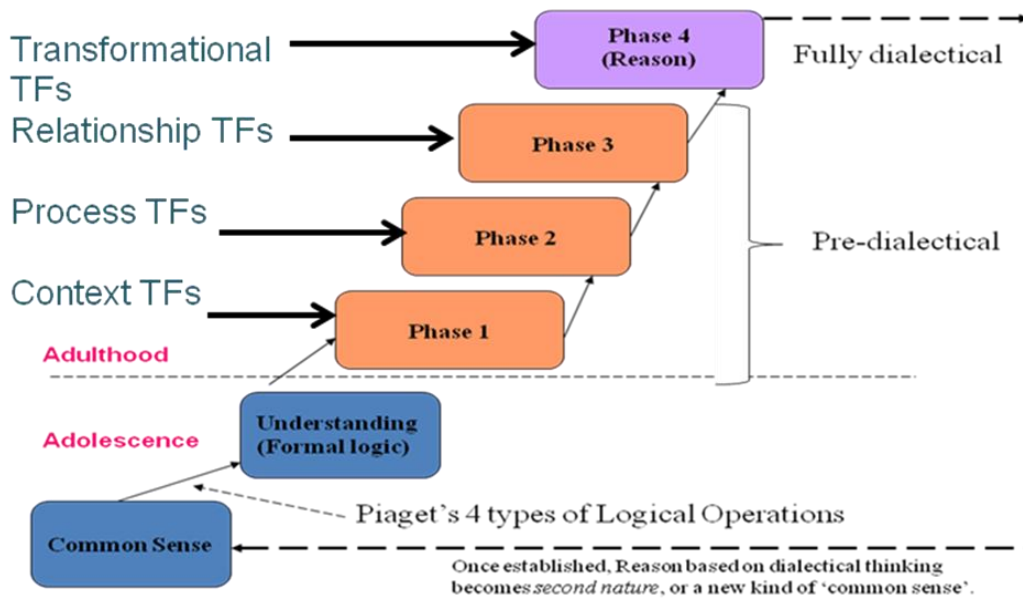 Transformational
TFs
Phase 4
(Reason)
Fully dialectical
Relationship TFs
Phase 3
Process TFs
Phase 2
Pre-dialectical
Context TFs
Phase 1
Adulthood
Understanding
(Formal logic)
Adolescence
Piaget's 4 types of Logical Operations
Common Sense
Once established, Reason based on dialectical thinking
becomes second nature, or a new kind of 'common sense'.